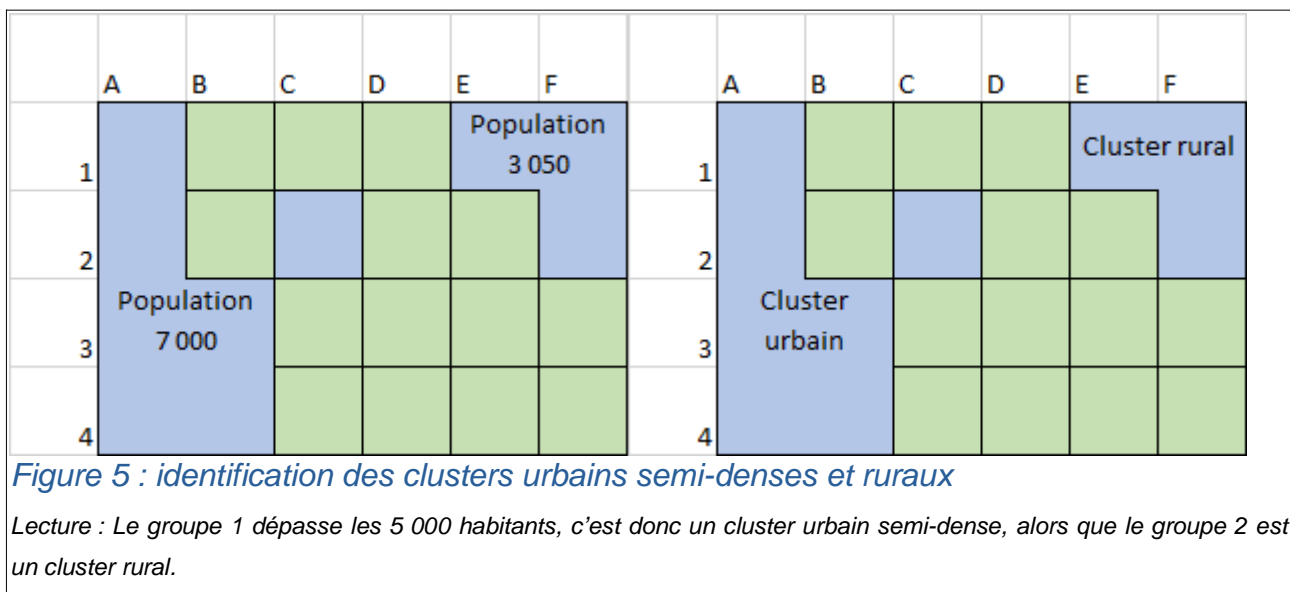 A B C D E F A B C D E F
Population Cluster rural
3 050
1 1
2 2
Population Cluster
7 000 urbain
3 3
4 4
Figure 5 : identification des clusters urbains semi-denses et ruraux
Lecture : Le groupe 1 dépasse les 5 000 habitants, c’est donc un cluster urbain semi-dense, alors que le groupe 2 est
un cluster rural.